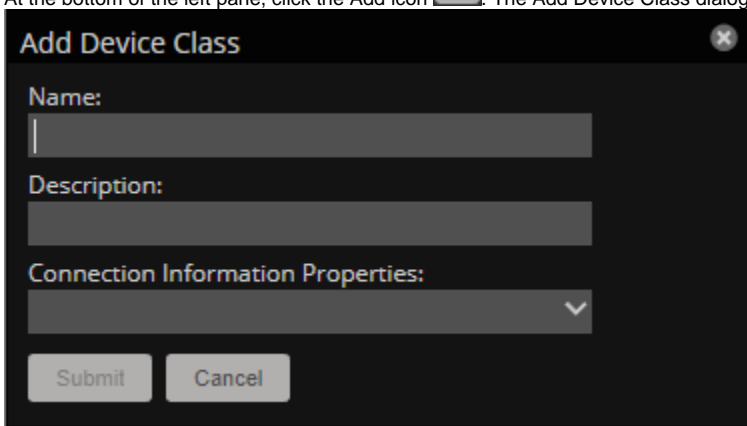 At the bottom of the left pane, click the Add icon . The Add Device Class dialog
Add Device Class
Name:
Description:
Connection Information Properties:
Submit Cancel